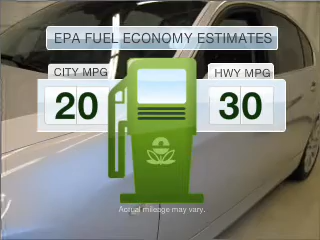 EPA FUEL ECONOMY ESTIMATES
CITY MPG
HWY MPG
20
30
Actual mileage may vary.